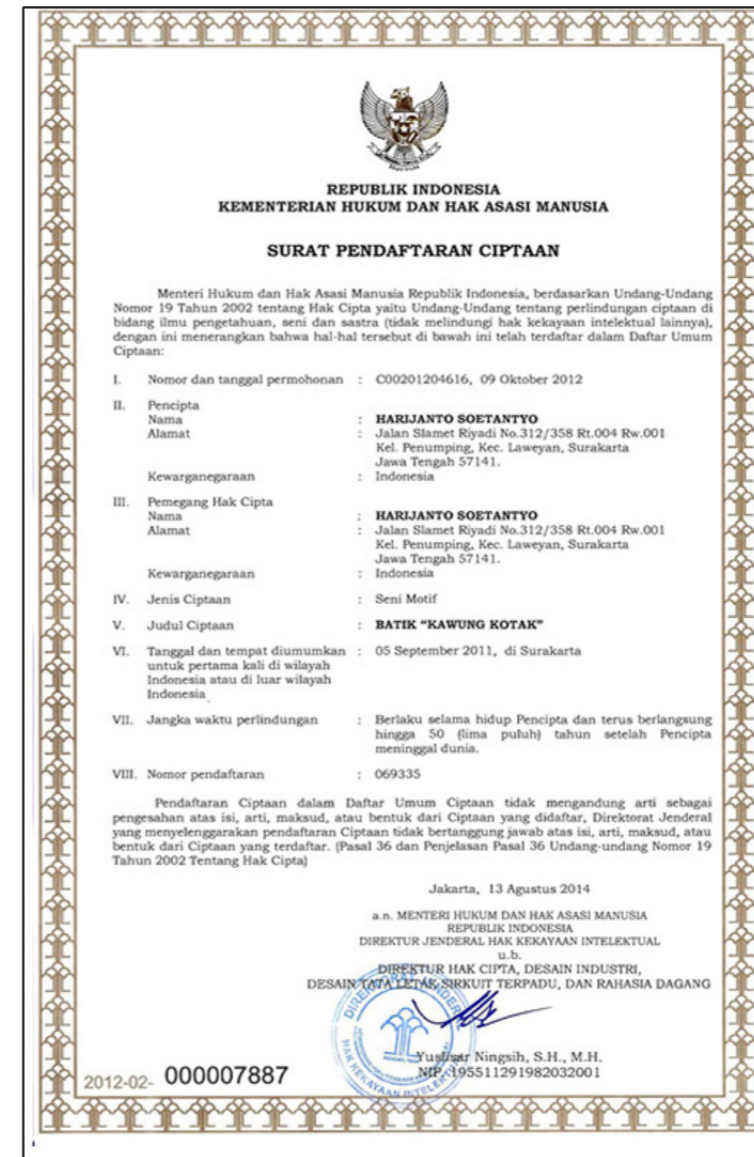 REPUBLIK INDONESIA
KEMENTERIAN HUKUM DAN HAK ASASI MANUSIA
SURAT PENDAFTARAN CIPTAAN
Menteri Hukum dan Hak Asasi Manusia Republik Indonesia, berdasarkan Undang-Undang
Nomor 19 Tahun 2002 tentang Hak Cipta yaitu Undang-Undang tentang perlindungan ciptaan di
bidang ilmu pengetahuan, seni dan sastra (tidak melindungi hak kekayaan intelektual lainnya),
dengan ini menerangkan bahwa hal-hal tersebut di bawah ini telah terdaftar dalam Daftar Umum
Ciptaan:
I. Nomor dan tanggal permohonan : C00201204616, 09 Oktober 2012
II. Pencipta
Nama : HARIJANTO SOETANTYO
Alamat : Jalan Slamet Riyadi No.312/358 Rt.004 Rw.001
Kel. Penumping, Kec. Laweyan, Surakarta
Jawa Tengah 57141.
Kewarganegaraan : Indonesia
III. Pemegang Hak Cipta
Nama : HARIJANTO SOETANTYO
Alamat : Jalan Slamet Riyadi No.312/358 Rt.004 Rw.001
Kel. Penumping, Kec. Laweyan, Surakarta
Jawa Tengah 57141.
Kewarganegaraan : Indonesia
IV. Jenis Ciptaan : Seni Motif
V. Judul Ciptaan : BATIK “KAWUNG KOTAK”
VI. Tanggal dan tempat diumumkan : 05 September 2011, di Surakarta
untuk pertama kali di wilayah
Indonesia atau di luar wilayah
Indonesia
VII. Jangka waktu perlindungan : Berlaku selama hidup Pencipta dan terus berlangsung
hingga 50 (lima puluh) tahun setelah Pencipta
meninggal dunia.
VIII. Nomor pendaftaran : 069335
Pendaftaran Ciptaan dalam Daftar Umum Ciptaan tidak mengandung arti sebagai
pengesahan atas isi, arti, maksud, atau bentuk dari Ciptaan yang didaftar, Direktorat Jenderal
yang menyelenggarakan pendaftaran Ciptaan tidak bertanggung jawab atas isi, arti, maksud, atau
bentuk dari Ciptaan yang terdaftar. (Pasal 36 dan Penjelasan Pasal 36 Undang-undang Nomor 19
Tahun 2002 Tentang Hak Cipta)
Jakarta, 13 Agustus 2014
a.n. MENTERI HUKUM DAN HAK ASASI MANUSIA
REPUBLIK INDONESIA
DIREKTUR JENDERAL HAK KEKAYAAN INTELEKTUAL
u.b.
DIREKTUR HAK CIPTA, DESAIN INDUSTRI,
DESAIN TATA LETAK SIRKUIT TERPADU, DAN RAHASIA DAGANG
DIREKTORAT JENDERAL
HAK KEKAYAAN INTELEKTUAL
Yuslisar Ningsih, S.H., M.H.
NIP. 195511291982032001
2012-02- 000007887